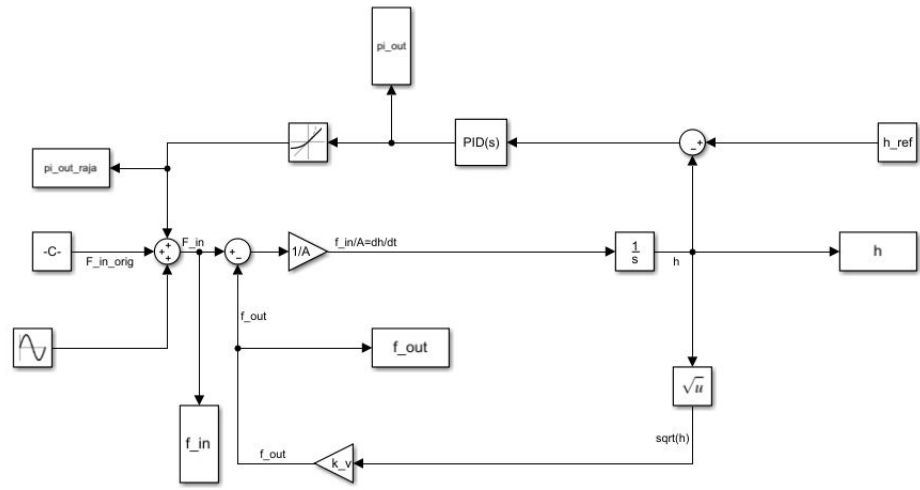 pi_out
PID(s)
h_ref
pi_out_raja
-C-
F_in_orig
F_in
1/A
f_in/A=dh/dt
1
s
h
h
f_out
f_out
√u
f_in
f_out
k_v
sqrt(h)